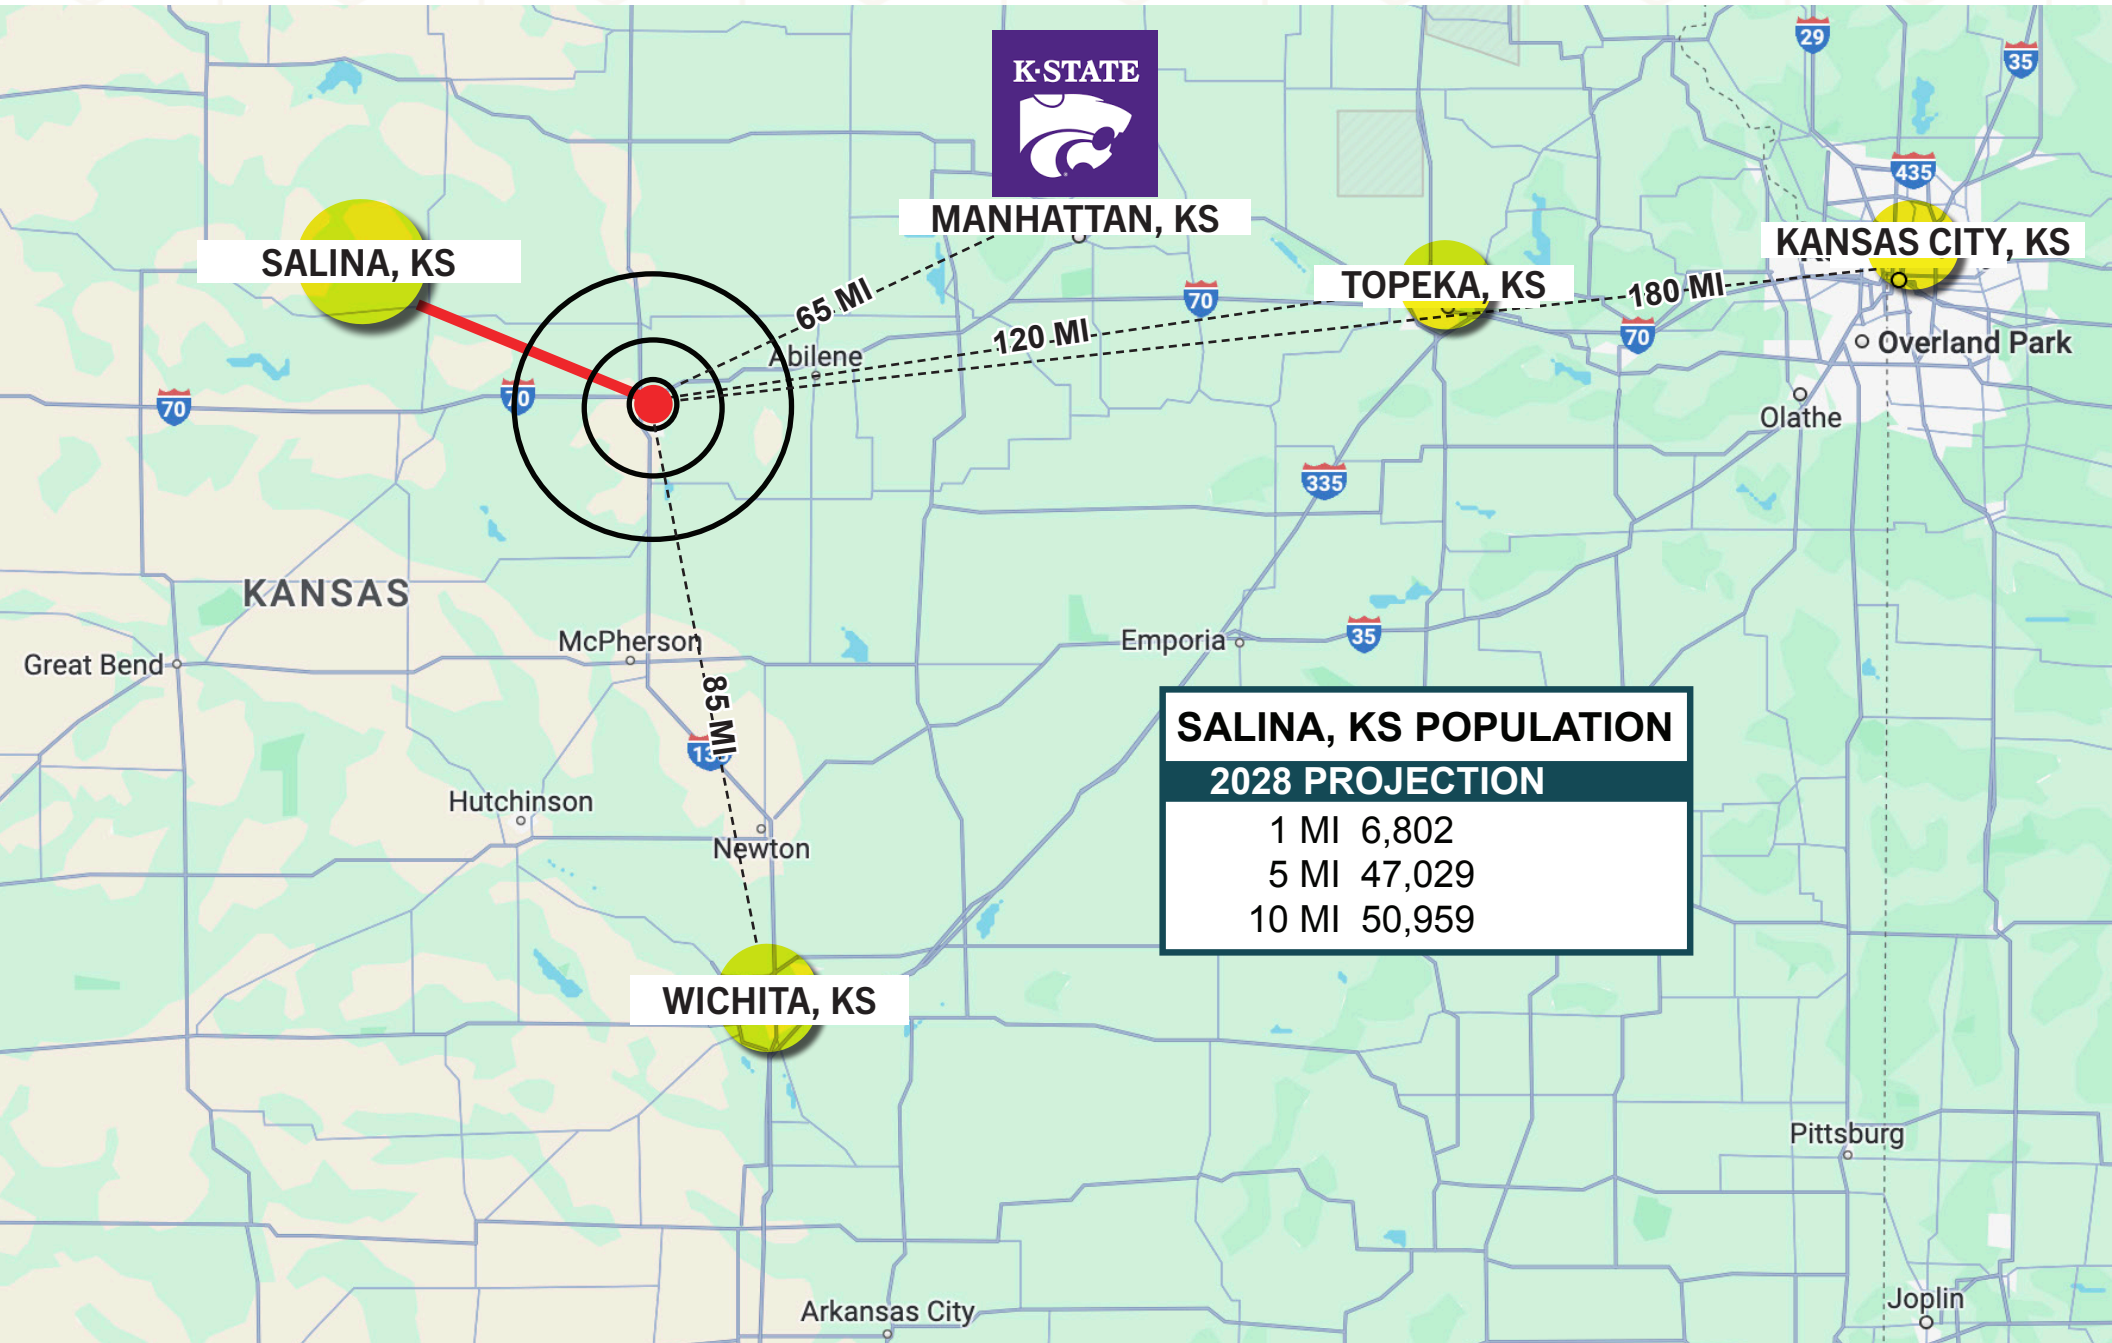 29
35
K·STATE
435
MANHATTAN, KS
KANSAS CITY, KS
SALINA, KS
TOPEKA, KS
180 MI
65 MI
70
120 MI
70
Overland Park
Abilene
70
70
Olathe
335
KANSAS
McPherson
Emporia
35
Great Bend
85 MI
SALINA, KS POPULATION
2028 PROJECTION
1 MI 6,802
5 MI 47,029
10 MI 50,959
Hutchinson
Newton
WICHITA, KS
Pittsburg
Joplin
Arkansas City